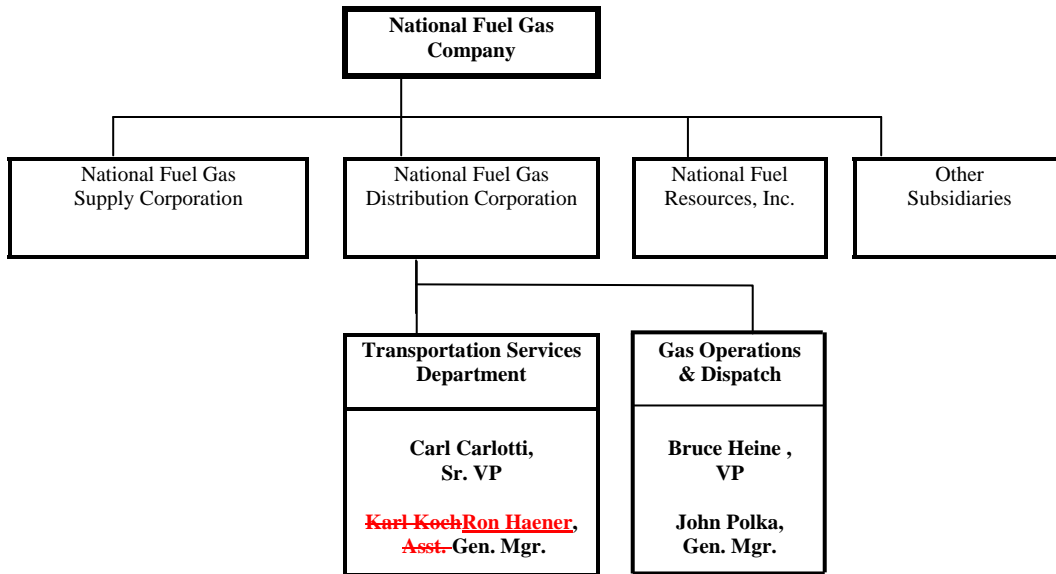 National Fuel Gas
Company
National Fuel Gas
Supply Corporation
National Fuel Gas
Distribution Corporation
National Fuel
Resources, Inc.
Other
Subsidiaries
Transportation Services
Department
Carl Carlotti,
Sr. VP
Karl KochRon Haener,
Asst. Gen. Mgr.
Gas Operations
& Dispatch
Bruce Heine ,
VP
John Polka,
Gen. Mgr.